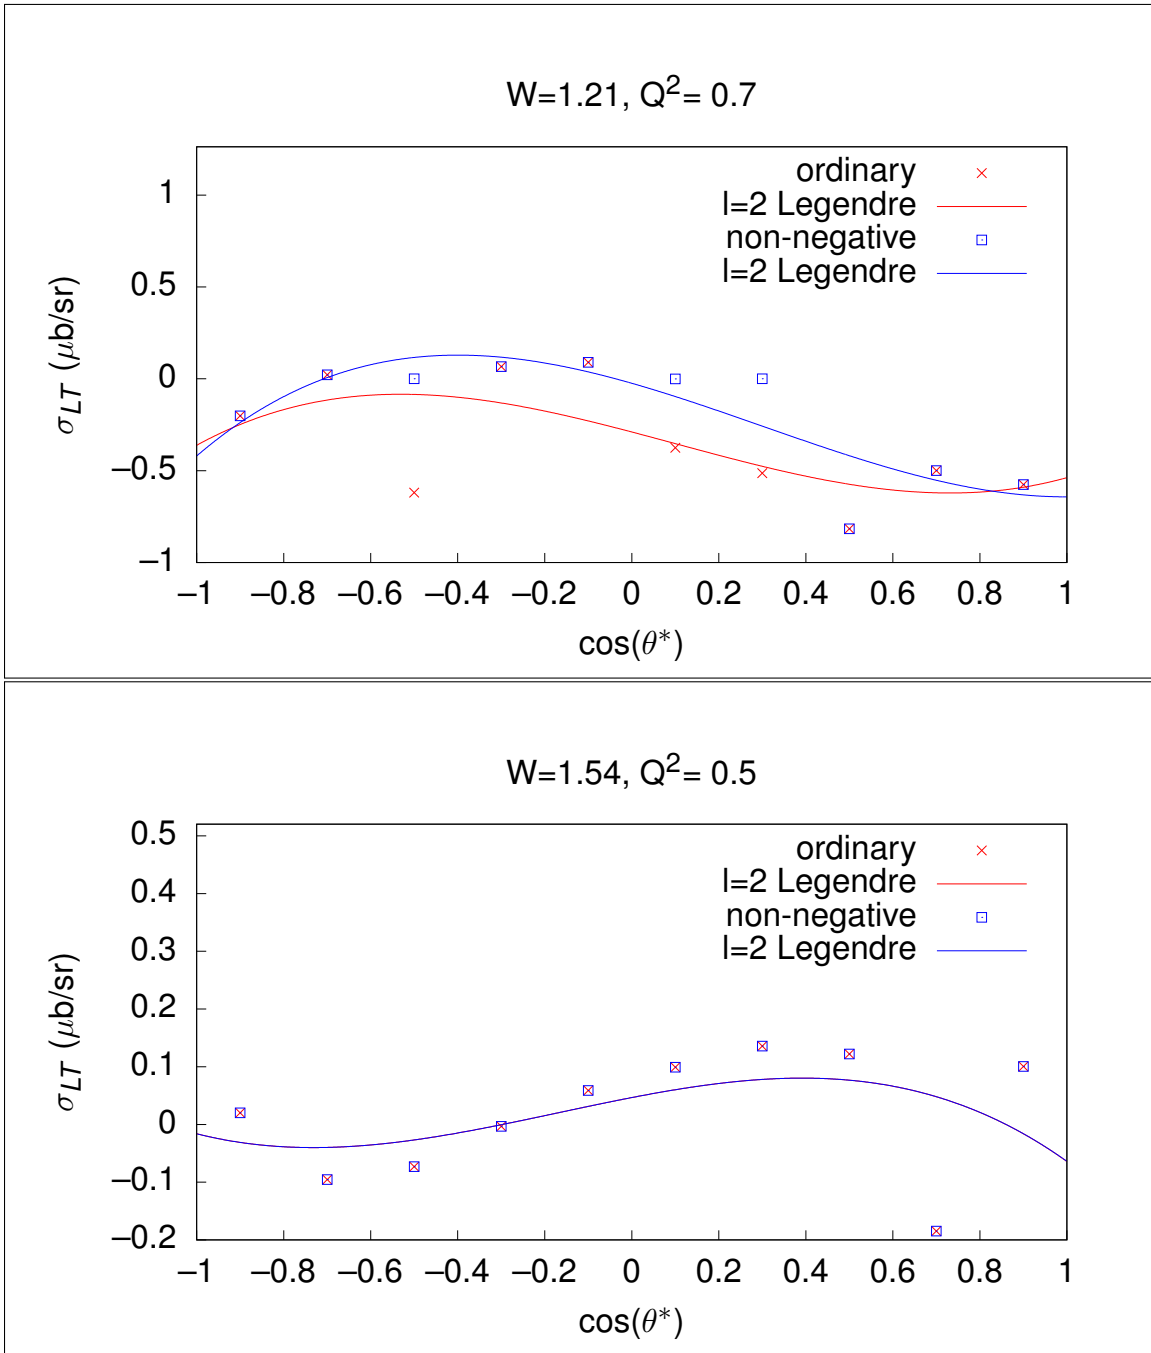 W=1.21, Q²= 0.7
ordinary
l=2 Legendre
non-negative
l=2 Legendre
1
0.5
0
−0.5
−1
σLT (μb/sr)
−1 −0.8 −0.6 −0.4 −0.2 0 0.2 0.4 0.6 0.8 1
cos(θ*)
W=1.54, Q²= 0.5
ordinary
l=2 Legendre
non-negative
l=2 Legendre
0.5
0.4
0.3
0.2
0.1
0
−0.1
−0.2
σLT (μb/sr)
−1 −0.8 −0.6 −0.4 −0.2 0 0.2 0.4 0.6 0.8 1
cos(θ*)